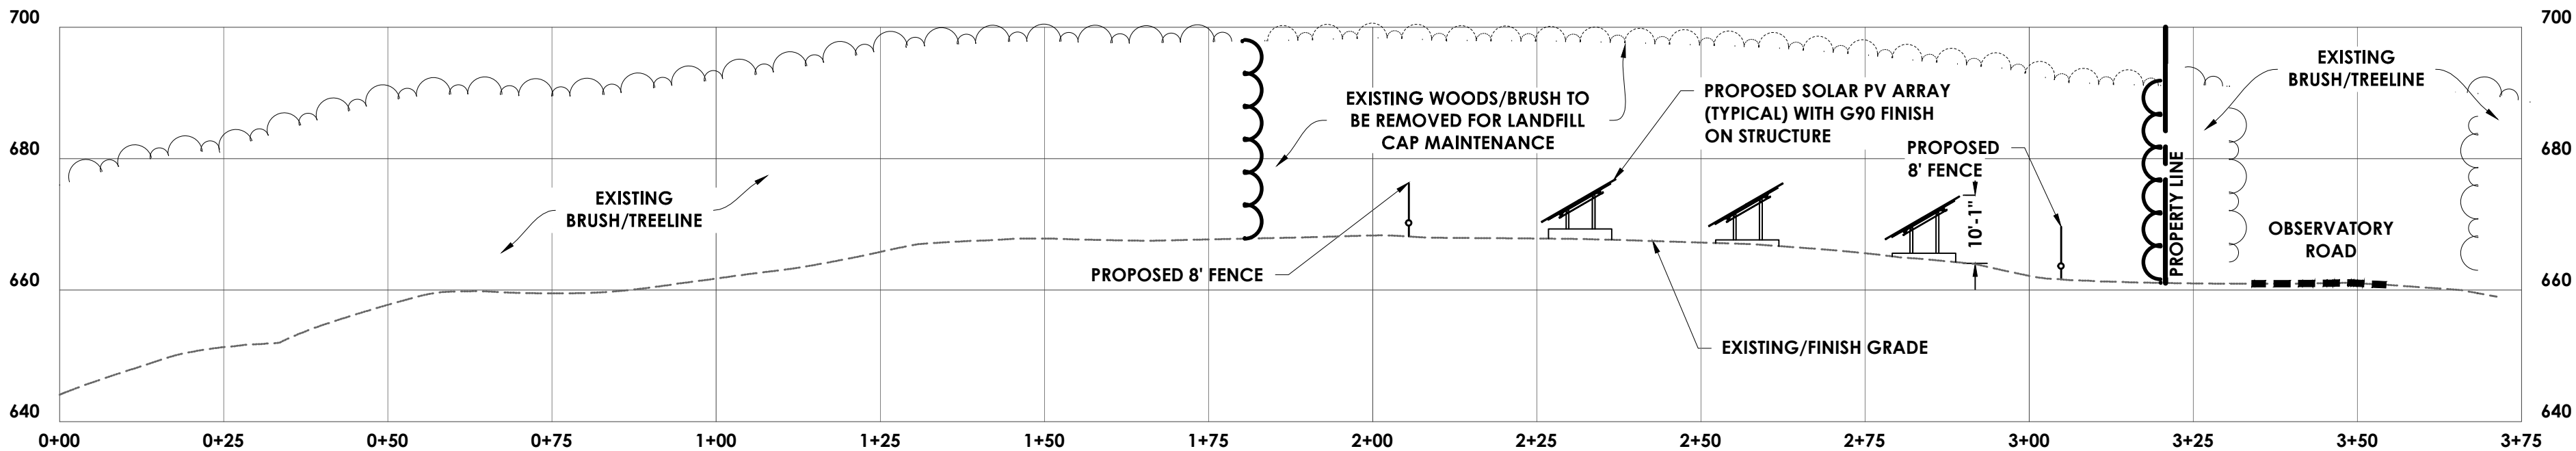 700
700
EXISTING
BRUSH/TREELINE
PROPOSED SOLAR PV ARRAY
(TYPICAL) WITH G90 FINISH
ON STRUCTURE
EXISTING WOODS/BRUSH TO
BE REMOVED FOR LANDFILL
CAP MAINTENANCE
680
680
PROPOSED
8' FENCE
EXISTING
BRUSH/TREELINE
10'-1"
PROPERTY LINE
OBSERVATORY
ROAD
PROPOSED 8' FENCE
660
660
EXISTING/FINISH GRADE
640
640
0+00
0+25
0+50
0+75
1+00
1+25
1+50
1+75
2+00
2+25
2+50
2+75
3+00
3+25
3+50
3+75